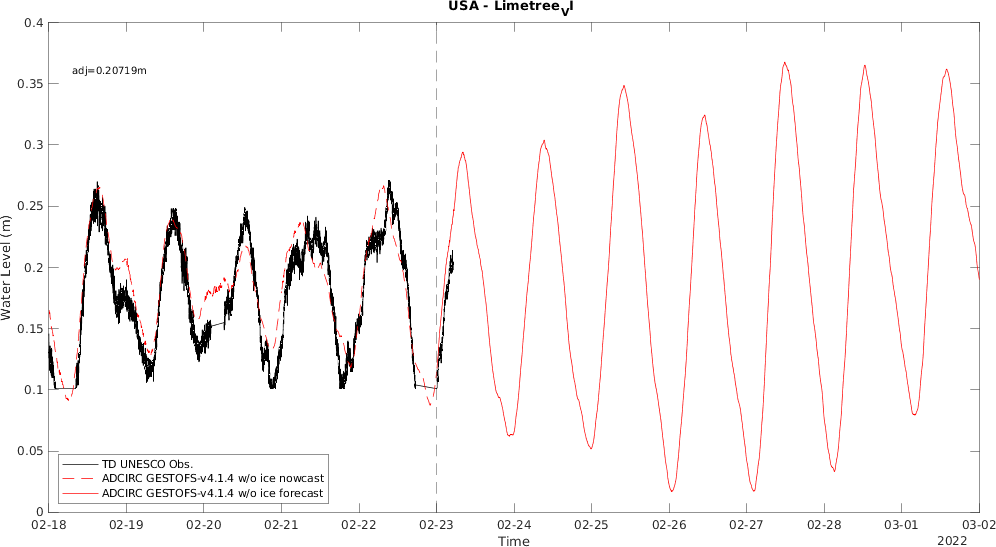 USA - Limetree_VI
adj=0.20719m
Water Level (m)
0.4
0.35
0.3
0.25
0.2
0.15
0.1
0.05
0
TD UNESCO Obs.
ADCIRC GESTOFS-v4.1.4 w/o ice nowcast
ADCIRC GESTOFS-v4.1.4 w/o ice forecast
02-18 02-19 02-20 02-21 02-22 02-23 02-24 02-25 02-26 02-27 02-28 03-01 03-02
Time
2022